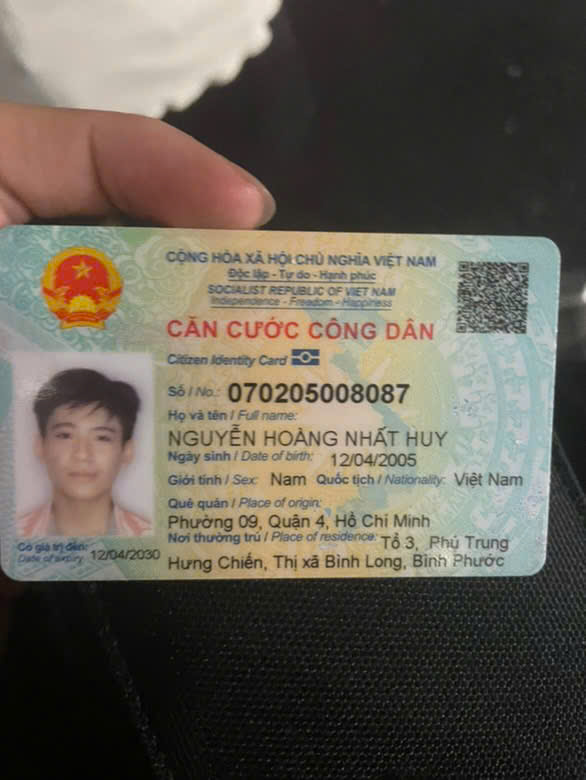 CỘNG HÒA XÃ HỘI CHỦ NGHĨA VIỆT NAM
Độc lập - Tự do - Hạnh phúc
SOCIALIST REPUBLIC OF VIET NAM
Independence - Freedom - Happiness
CĂN CƯỚC CÔNG DÂN
Citizen Identity Card
Số / No.: 070205008087
Họ và tên / Full name:
NGUYỄN HOÀNG NHẤT HUY
Ngày sinh / Date of birth: 12/04/2005
Giới tính / Sex: Nam Quốc tịch / Nationality: Việt Nam
Quê quán / Place of origin:
Phường 09, Quận 4, Hồ Chí Minh
Nơi thường trú / Place of residence: Tổ 3, Phú Trung
Hưng Chiến, Thị xã Bình Long, Bình Phước
Có giá trị đến: 12/04/2030
Date of expiry